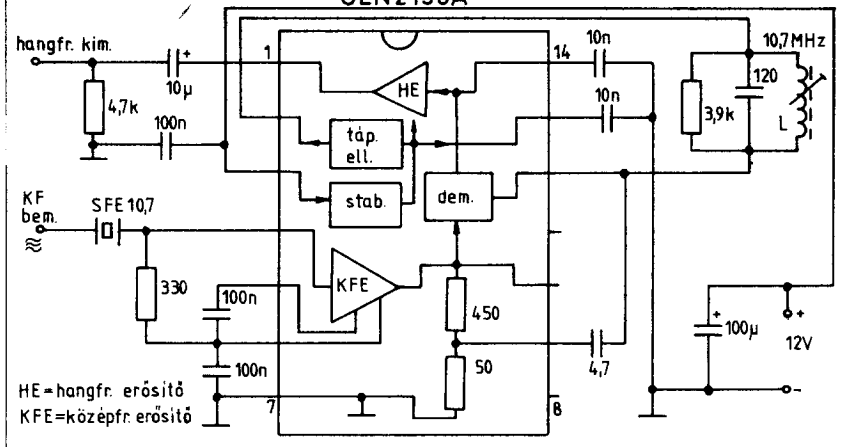 hangfr. kim.
1
14
10n
10,7MHz
10µ
+
HE
120
4,7k
100n
10n
3,9k
L
táp.
ell.
stab.
dem.
KF
bem.
≋
SFE 10,7
330
100n
KFE
450
+
100µ
+
12V
100n
50
4,7
-
HE=hangfr. erősítő
7
8
KFE=középfr. erősítő